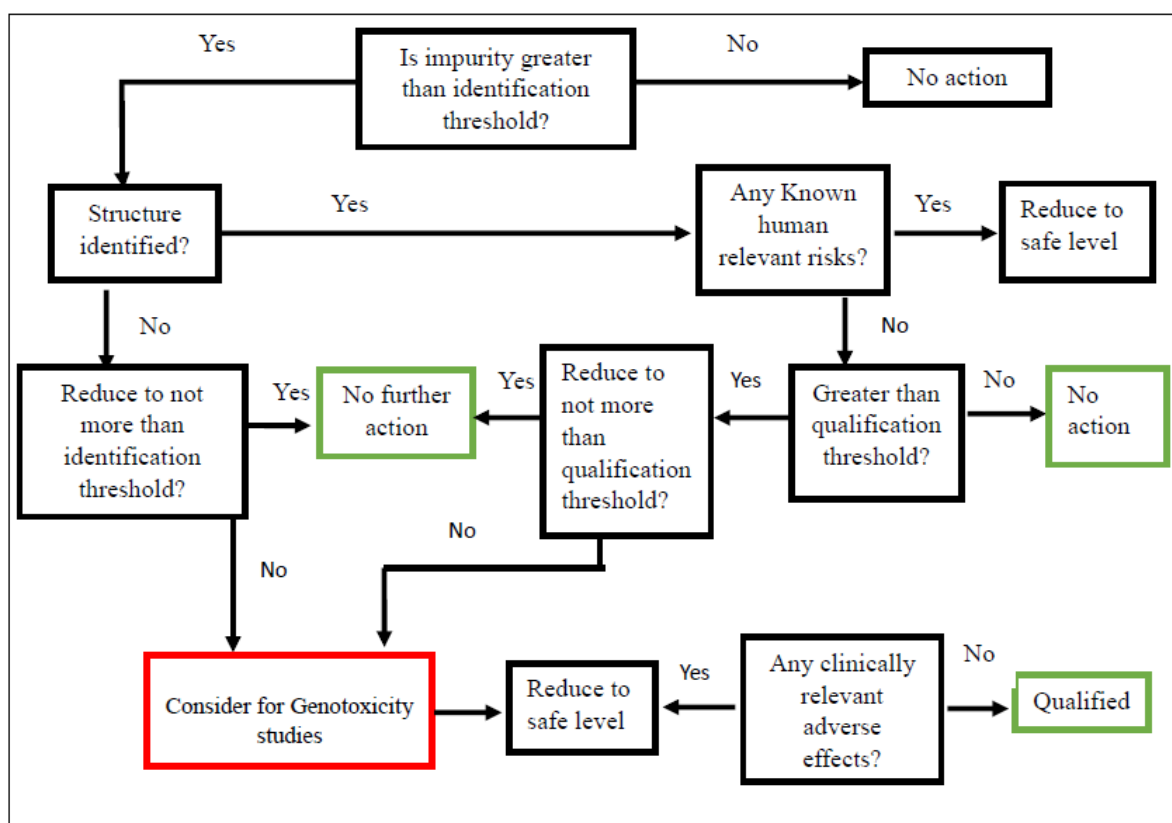 Yes
Is impurity greater
than identification
threshold?
No
No action
Structure
identified?
Yes
Any Known
human
relevant risks?
Yes
Reduce to
safe level
No
No
Reduce to not
more than
identification
threshold?
Yes
No further
action
Yes
Reduce to
not more
than
qualification
threshold?
Yes
Greater than
qualification
threshold?
No
No
action
No
No
Consider for Genotoxicity
studies
Reduce to
safe level
Yes
Any clinically
relevant
adverse
effects?
No
Qualified